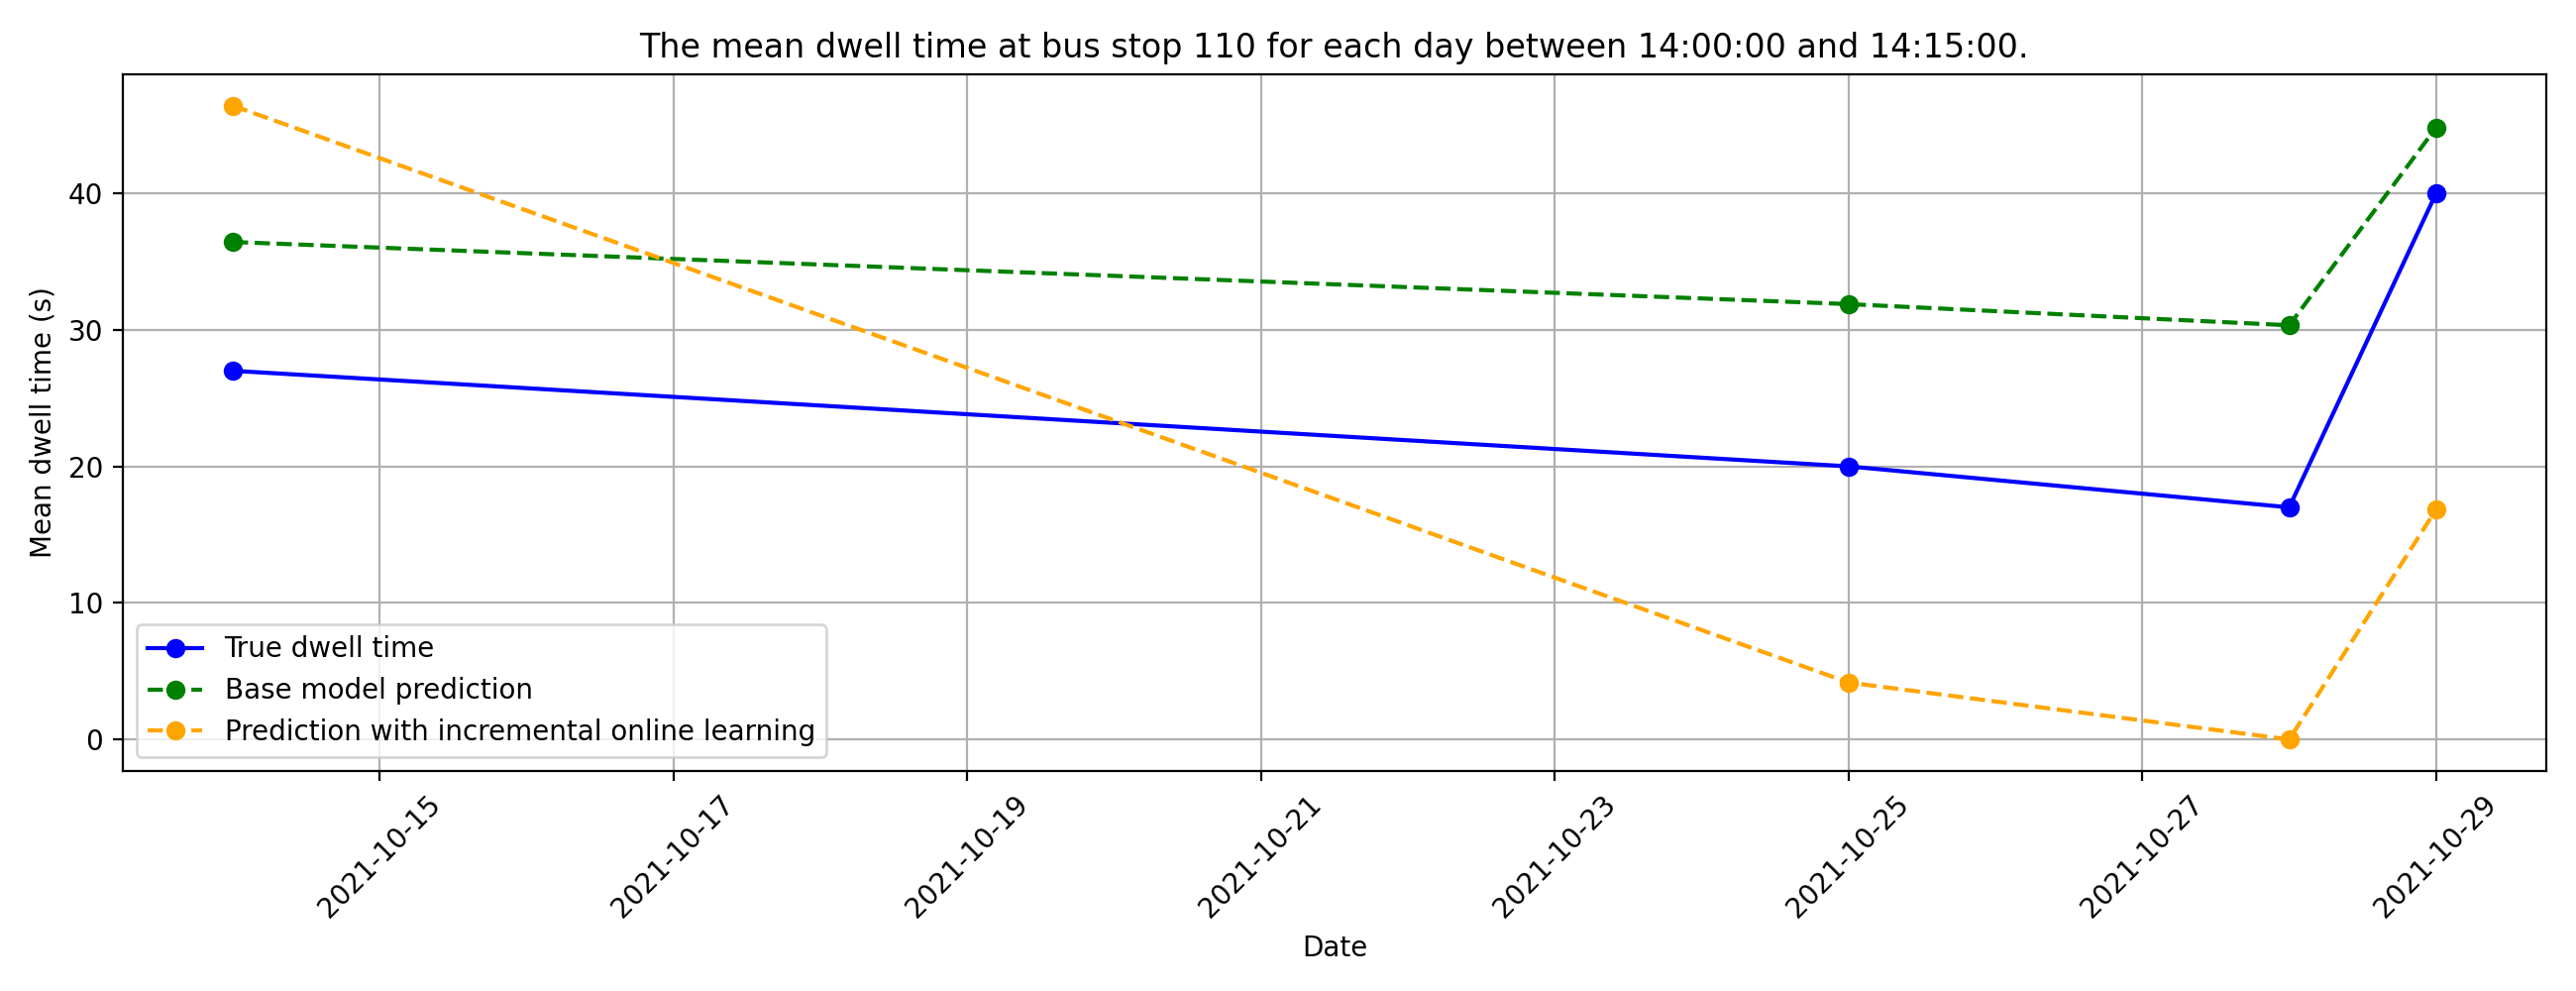 The mean dwell time at bus stop 110 for each day between 14:00:00 and 14:15:00.
Mean dwell time (s)
40
30
20
10
0
True dwell time
Base model prediction
Prediction with incremental online learning
2021-10-15
2021-10-17
2021-10-19
2021-10-21
2021-10-23
2021-10-25
2021-10-27
2021-10-29
Date